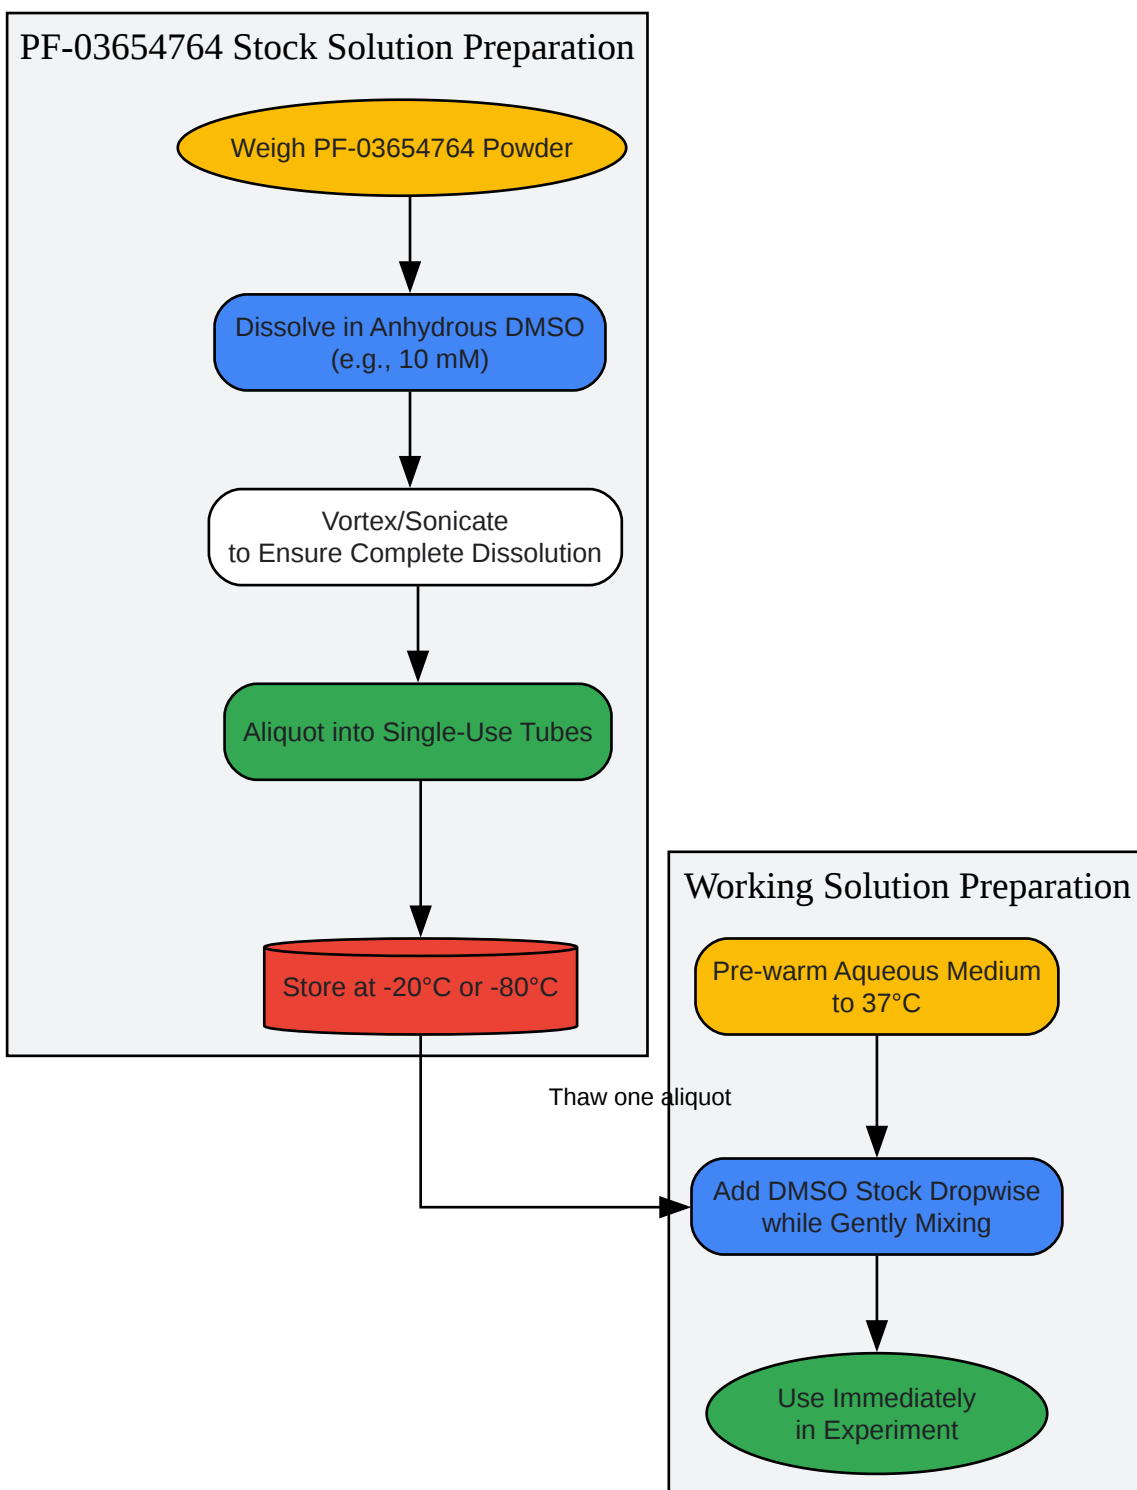 PF-03654764 Stock Solution Preparation
Weigh PF-03654764 Powder
Dissolve in Anhydrous DMSO
(e.g., 10 mM)
Vortex/Sonicate
to Ensure Complete Dissolution
Aliquot into Single-Use Tubes
Store at -20°C or -80°C
Thaw one aliquot
Working Solution Preparation
Pre-warm Aqueous Medium
to 37°C
Add DMSO Stock Dropwise
while Gently Mixing
Use Immediately
in Experiment